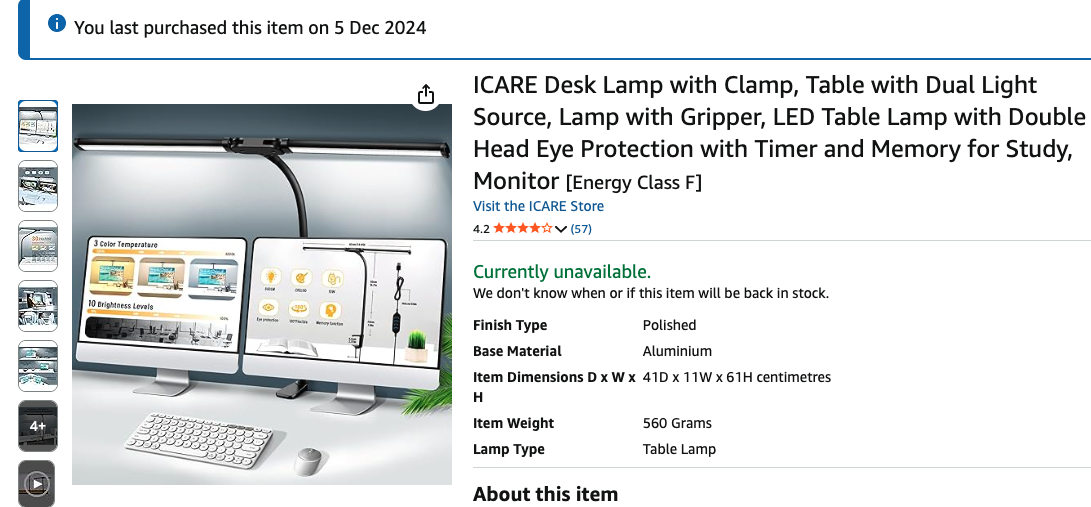 You last purchased this item on 5 Dec 2024
ICARE Desk Lamp with Clamp, Table with Dual Light
Source, Lamp with Gripper, LED Table Lamp with Double
Head Eye Protection with Timer and Memory for Study,
Monitor [Energy Class F]
Visit the ICARE Store
4.2 (57)
Currently unavailable.
We don't know when or if this item will be back in stock.
Finish Type Polished
Base Material Aluminium
Item Dimensions D x W x 41D x 11W x 61H centimetres
H
Item Weight 560 Grams
Lamp Type Table Lamp
About this item
3 Color Temperature
10 Brightness Levels
Eye protection
Memory function
4+